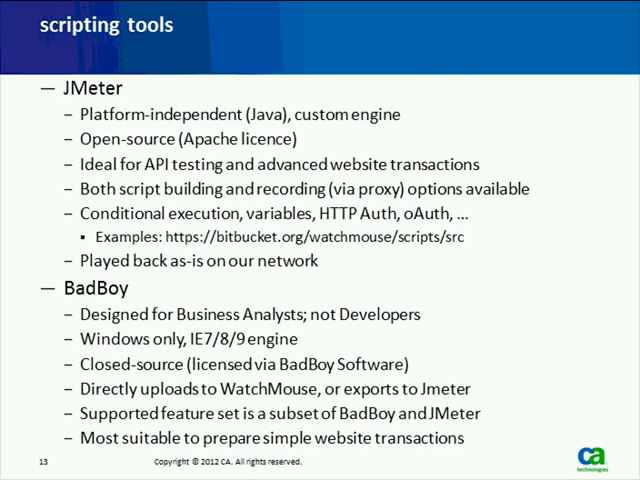 scripting tools
— JMeter
– Platform-independent (Java), custom engine
– Open-source (Apache licence)
– Ideal for API testing and advanced website transactions
– Both script building and recording (via proxy) options available
– Conditional execution, variables, HTTP Auth, oAuth, ...
▪ Examples: https://bitbucket.org/watchmouse/scripts/src
– Played back as-is on our network
— BadBoy
– Designed for Business Analysts; not Developers
– Windows only, IE7/8/9 engine
– Closed-source (licensed via BadBoy Software)
– Directly uploads to WatchMouse, or exports to Jmeter
– Supported feature set is a subset of BadBoy and JMeter
– Most suitable to prepare simple website transactions
13 Copyright © 2012 CA. All rights reserved.
ca
technologies